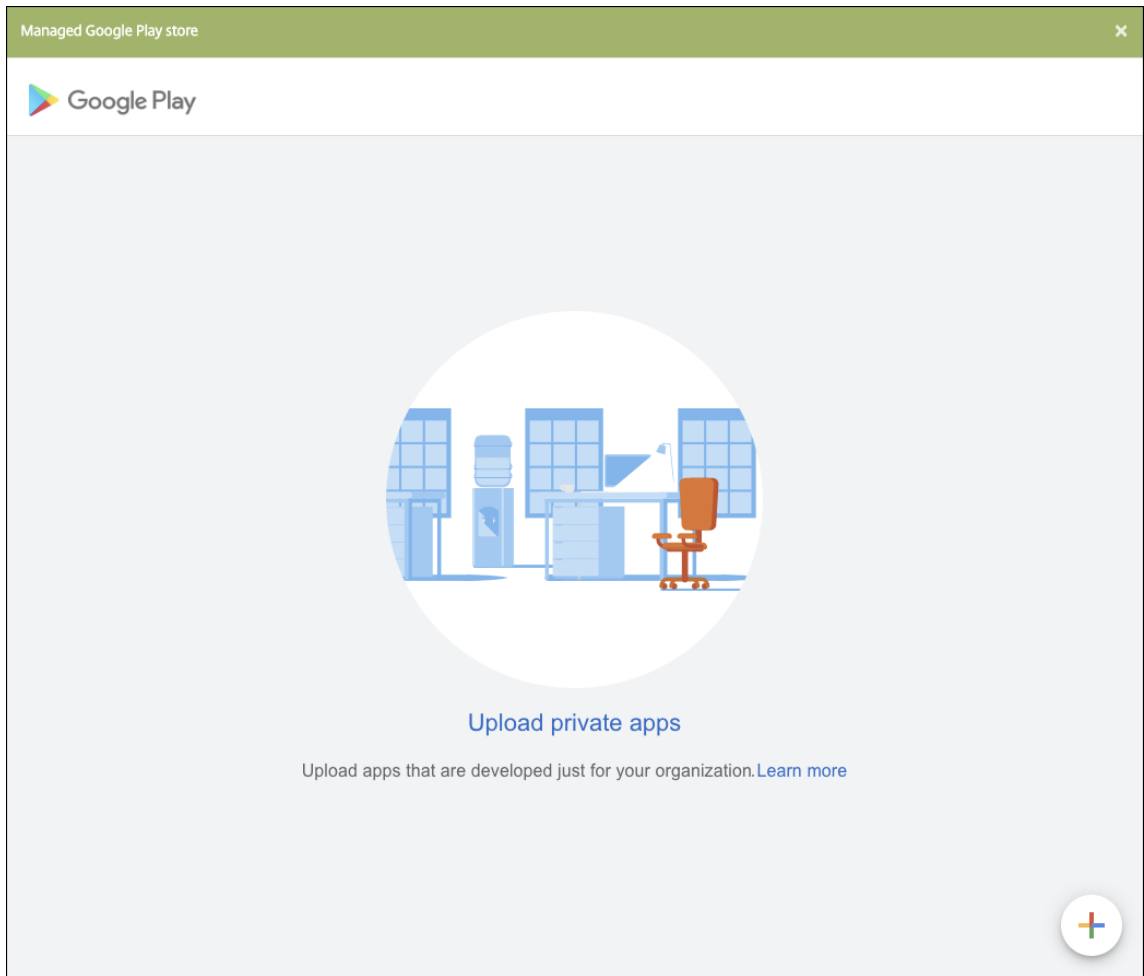 Managed Google Play store
Google Play
Upload private apps
Upload apps that are developed just for your organization. Learn more